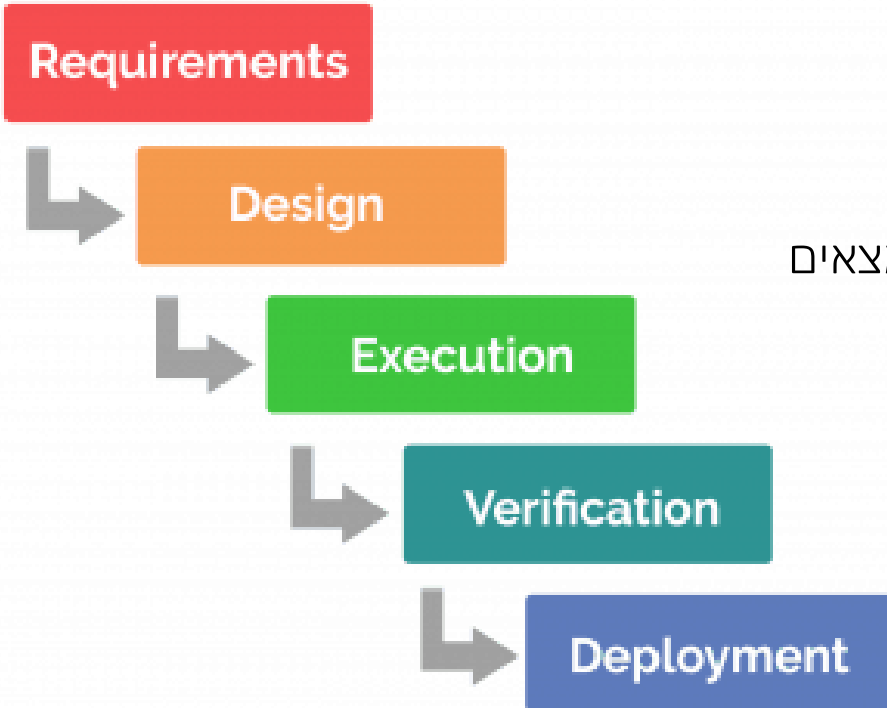 Requirements
Design
Execution
Verification
Deployment